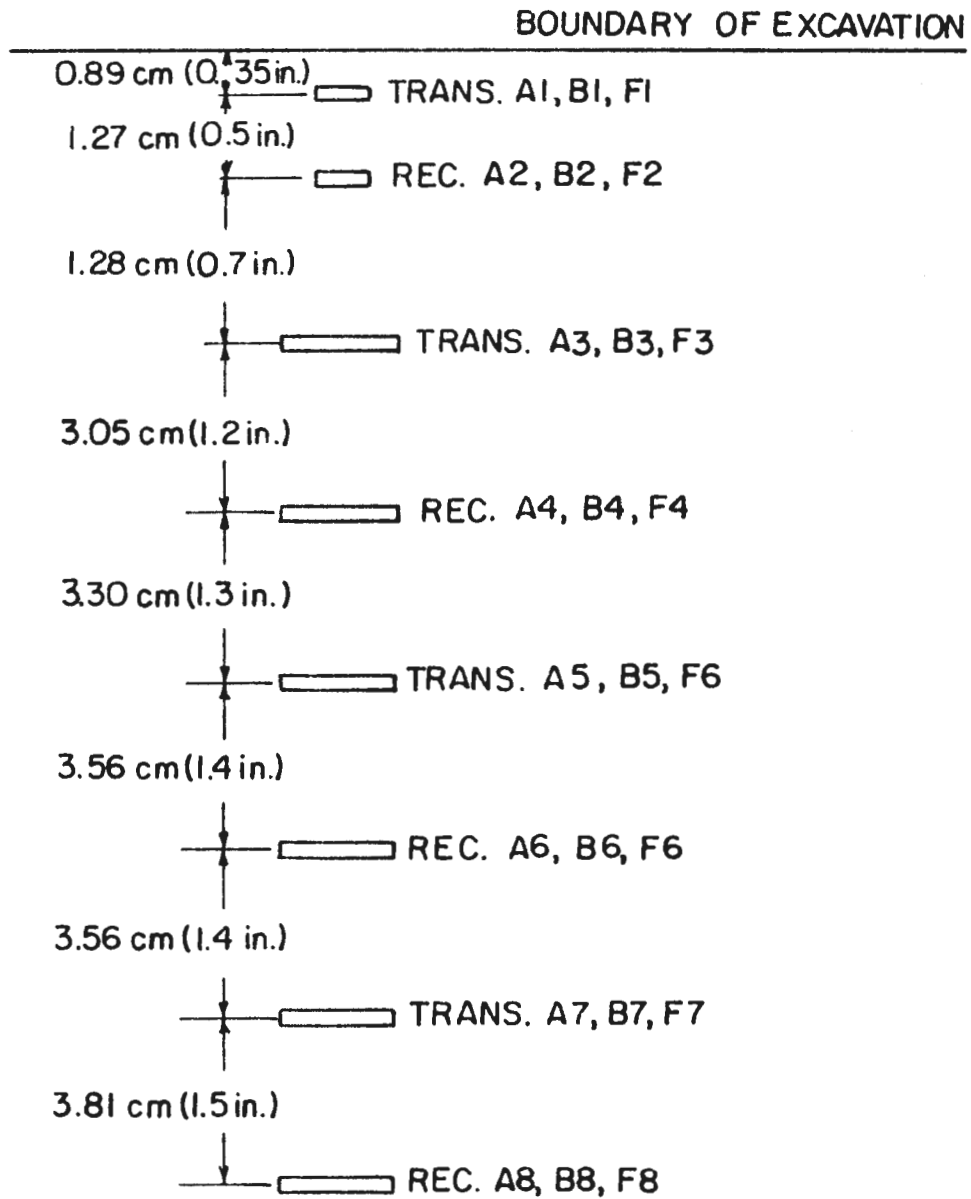 BOUNDARY OF EXCAVATION
0.89 cm (0.35in.)
TRANS. A1, B1, F1
1.27 cm (0.5 in.)
REC. A2, B2, F2
1.28 cm (0.7 in.)
TRANS. A3, B3, F3
3.05 cm (1.2 in.)
REC. A4, B4, F4
3.30 cm (1.3 in.)
TRANS. A5, B5, F6
3.56 cm (1.4 in.)
REC. A6, B6, F6
3.56 cm (1.4 in.)
TRANS. A7, B7, F7
3.81 cm (1.5 in.)
REC. A8, B8, F8